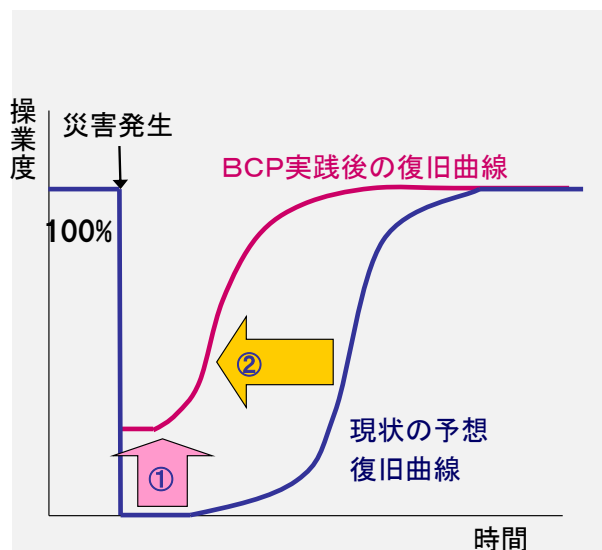 操業度
災害発生
BCP実践後の復旧曲線
100%
②
現状の予想
復旧曲線
①
時間